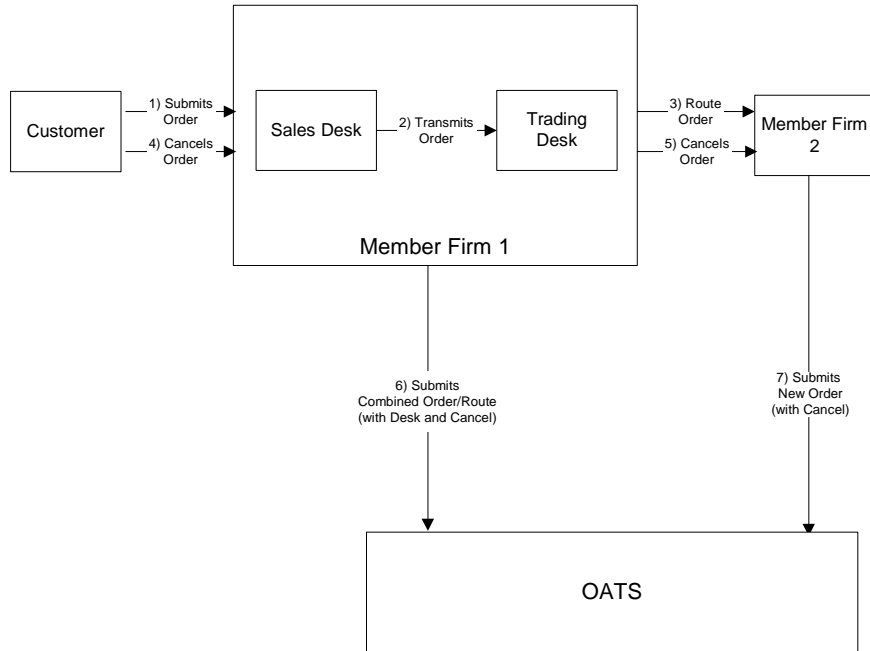 Customer
1) Submits
Order
4) Cancels
Order
Sales Desk
2) Transmits
Order
Trading
Desk
Member Firm 1
3) Route
Order
5) Cancels
Order
Member Firm
2
6) Submits
Combined Order/Route
(with Desk and Cancel)
7) Submits
New Order
(with Cancel)
OATS